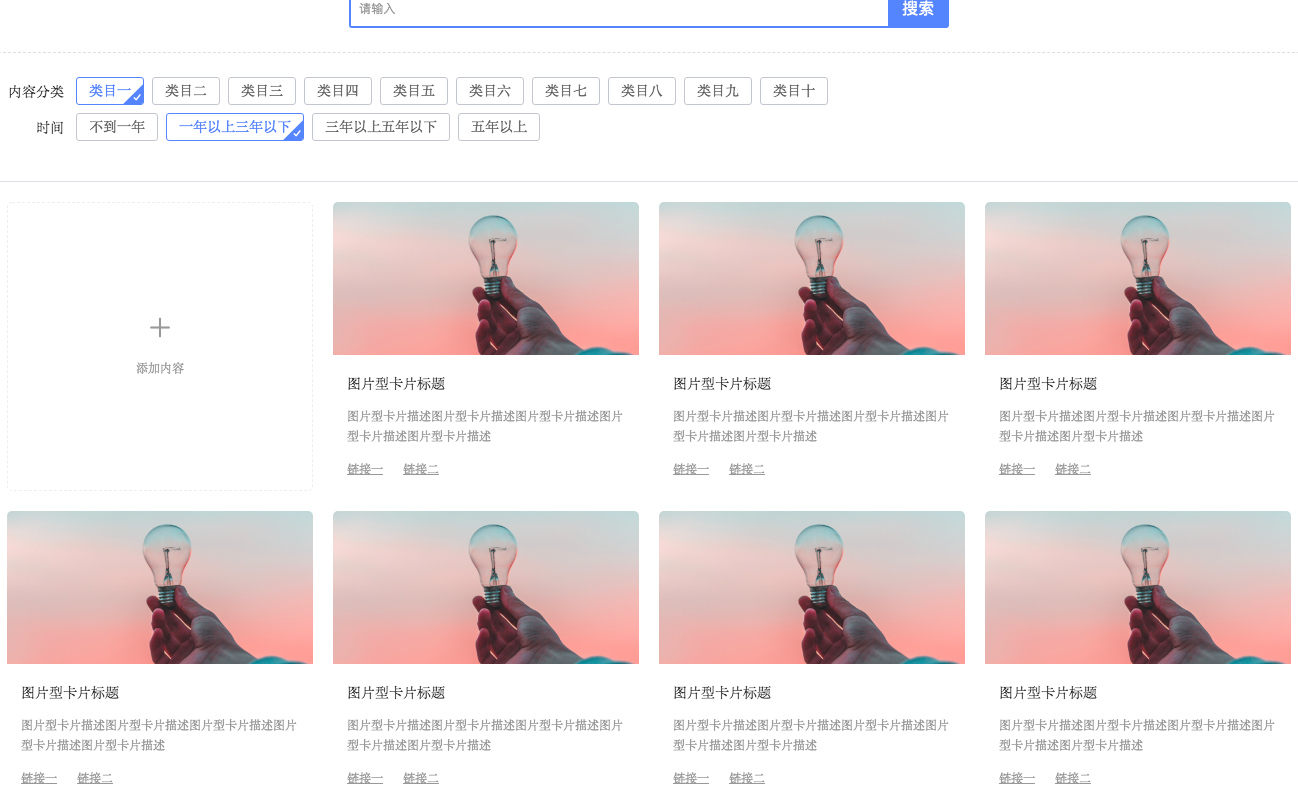 请输入 搜索
内容分类 类目一 类目二 类目三 类目四 类目五 类目六 类目七 类目八 类目九 类目十
时间 不到一年 一年以上三年以下 三年以上五年以下 五年以上
添加内容
图片型卡片标题
图片型卡片描述图片型卡片描述图片型卡片描述图片
型卡片描述图片型卡片描述
链接一 链接二
图片型卡片标题
图片型卡片描述图片型卡片描述图片型卡片描述图片
型卡片描述图片型卡片描述
链接一 链接二
图片型卡片标题
图片型卡片描述图片型卡片描述图片型卡片描述图片
型卡片描述图片型卡片描述
链接一 链接二
图片型卡片标题
图片型卡片描述图片型卡片描述图片型卡片描述图片
型卡片描述图片型卡片描述
链接一 链接二
图片型卡片标题
图片型卡片描述图片型卡片描述图片型卡片描述图片
型卡片描述图片型卡片描述
链接一 链接二
图片型卡片标题
图片型卡片描述图片型卡片描述图片型卡片描述图片
型卡片描述图片型卡片描述
链接一 链接二
图片型卡片标题
图片型卡片描述图片型卡片描述图片型卡片描述图片
型卡片描述图片型卡片描述
链接一 链接二